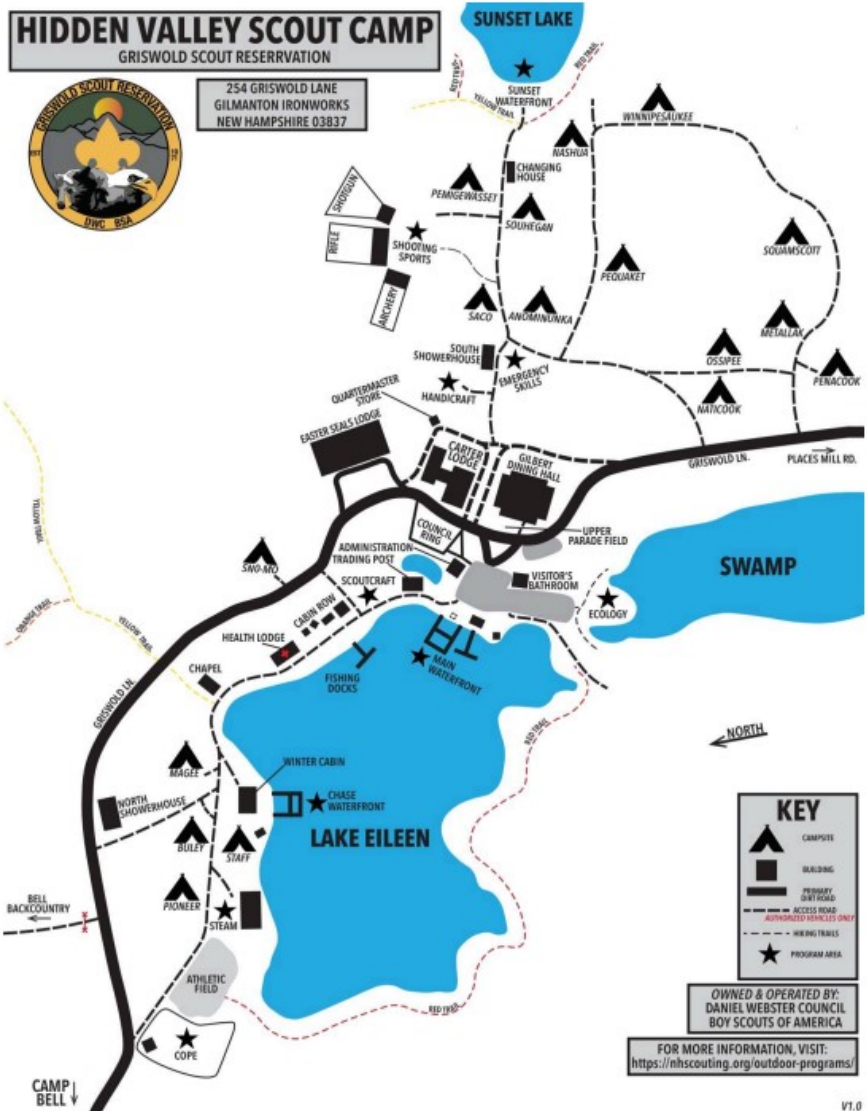 HIDDEN VALLEY SCOUT CAMP
GRISWOLD SCOUT RESERRVATION
254 GRISWOLD LANE
GILMANTON IRONWORKS
NEW HAMPSHIRE 03837
GRISWOLD SCOUT RESERVATION
DWC BSA
SUNSET LAKE
SUNSET
WATERFRONT
RED TRAIL
RED TRAIL
YELLOW TRAIL
WINNIPESAUKEE
NASHUA
CHANGING
HOUSE
PEMIGEWASSET
SOUHEGAN
SHOTGUN
RIFLE
SHOOTING
SPORTS
ARCHERY
SQUAMSCOTT
PEQUAKET
SACO
ANOMINUNKA
METALLAK
OSSIPEE
PENACOOK
NATICOOK
SOUTH
SHOWERHOUSE
EMERGENCY
SKILLS
HANDICRAFT
QUARTERMASTER
STORE
EASTER SEALS LODGE
CARTER
LODGE
GILBERT
DINING HALL
GRISWOLD LN.
PLACES MILL RD.
COUNCIL
RING
UPPER
PARADE FIELD
ADMINISTRATION
TRADING POST
VISITOR'S
BATHROOM
SWAMP
ECOLOGY
SNO-MO
SCOUTCRAFT
CABIN ROW
HEALTH LODGE
CHAPEL
FISHING
DOCKS
MAIN
WATERFRONT
YELLOW TRAIL
ORANGE TRAIL
YELLOW TRAIL
GRISWOLD LN.
RED TRAIL
NORTH
MAGEE
WINTER CABIN
NORTH
SHOWERHOUSE
CHASE
WATERFRONT
LAKE EILEEN
BULEY
STAFF
PIONEER
STEAM
BELL
BACKCOUNTRY
ATHLETIC
FIELD
RED TRAIL
COPE
CAMP
BELL
KEY
CAMPSITE
BUILDING
PRIMARY
DIRT ROAD
ACCESS ROAD
AUTHORIZED VEHICLES ONLY
HIKING TRAILS
PROGRAM AREA
OWNED & OPERATED BY:
DANIEL WEBSTER COUNCIL
BOY SCOUTS OF AMERICA
FOR MORE INFORMATION, VISIT:
https://nhscouting.org/outdoor-programs/
V1.0